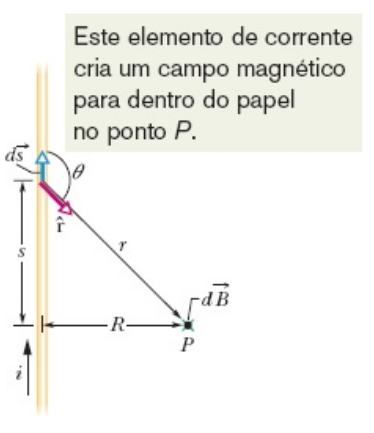 Este elemento de corrente
cria um campo magnético
para dentro do papel
no ponto P.
ds⃗
θ
r̂
r
s
dB⃗
R
P
i